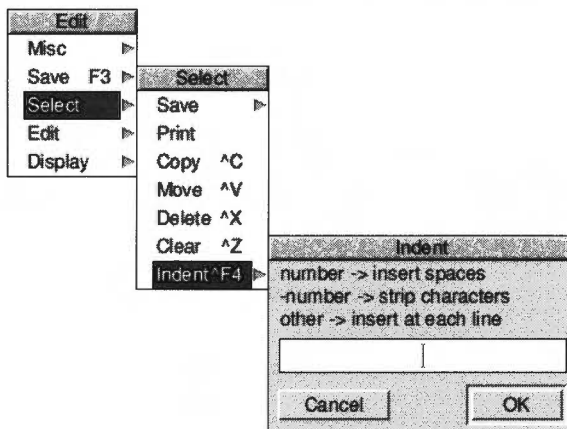 Edit
Misc
Save F3
Select
Edit
Display
Select
Save
Print
Copy ^C
Move ^V
Delete ^X
Clear ^Z
Indent^F4
Indent
number -> insert spaces
-number -> strip characters
other -> insert at each line
Cancel OK